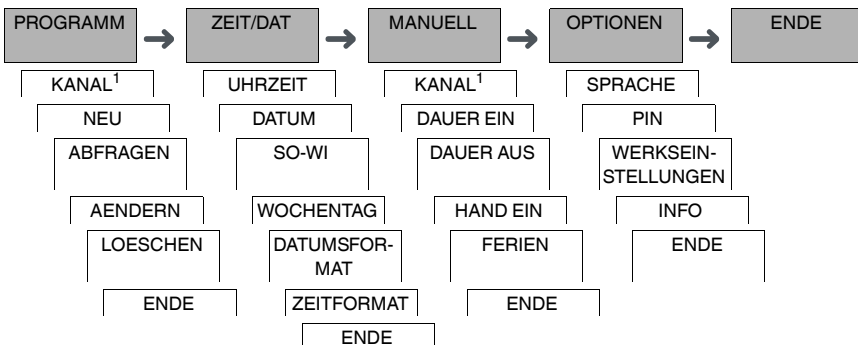 PROGRAMM → ZEIT/DAT → MANUELL → OPTIONEN → ENDE
KANAL1
NEU
ABFRAGEN
AENDERN
LOESCHEN
ENDE
UHRZEIT
DATUM
SO-WI
WOCHENTAG
DATUMSFOR-
MAT
ZEITFORMAT
ENDE
KANAL1
DAUER EIN
DAUER AUS
HAND EIN
FERIEN
ENDE
SPRACHE
PIN
WERKSEIN-
STELLUNGEN
INFO
ENDE